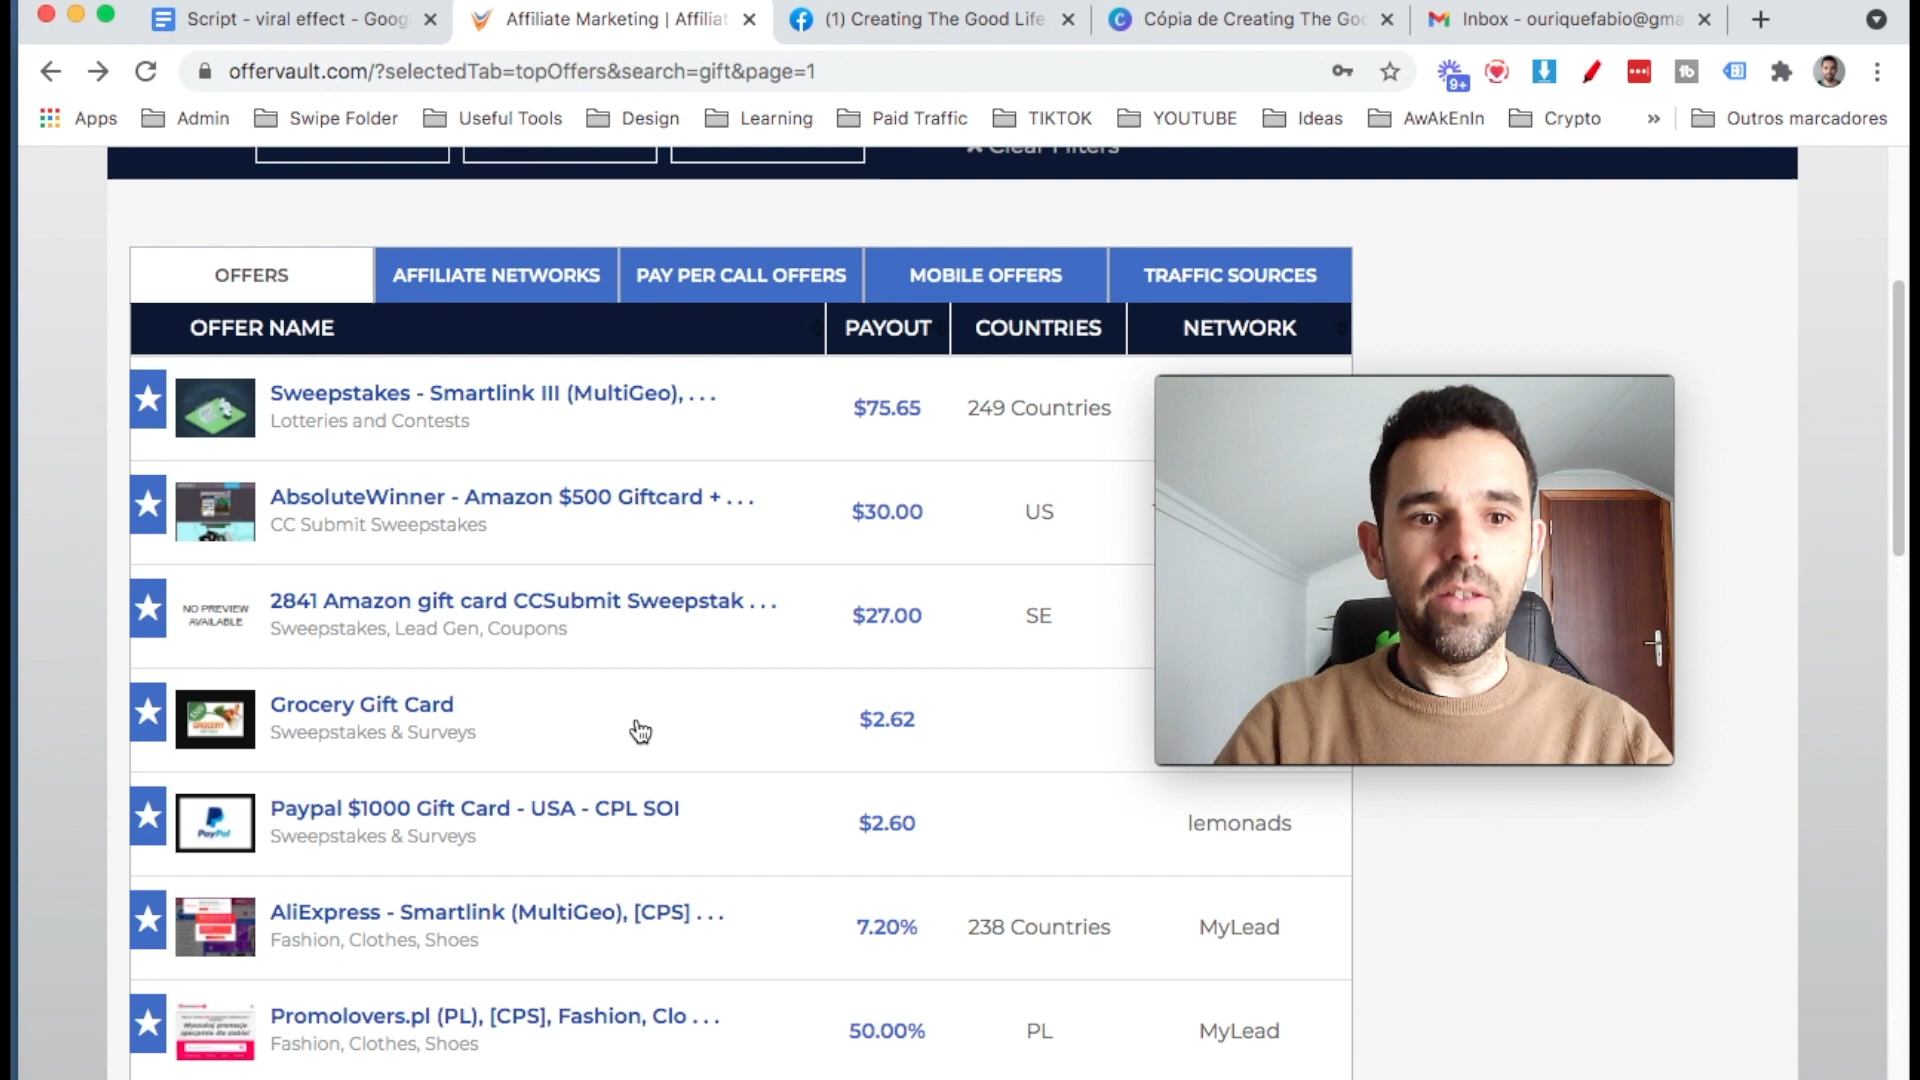 Script - viral effect - Goog
Affiliate Marketing | Affiliat
(1) Creating The Good Life
Cópia de Creating The Goo
Inbox - ouriquefabio@gma
offervault.com/?selectedTab=topOffers&search=gift&page=1
9+
Apps
Admin
Swipe Folder
Useful Tools
Design
Learning
Paid Traffic
TIKTOK
YOUTUBE
Ideas
AwAkEnIn
Crypto
»
Outros marcadores
Clear Filters
OFFERS
AFFILIATE NETWORKS
PAY PER CALL OFFERS
MOBILE OFFERS
TRAFFIC SOURCES
OFFER NAME
PAYOUT
COUNTRIES
NETWORK
Sweepstakes - Smartlink III (MultiGeo), . . .
Lotteries and Contests
$75.65
249 Countries
AbsoluteWinner - Amazon $500 Giftcard + . . .
CC Submit Sweepstakes
$30.00
US
NO PREVIEW
AVAILABLE
2841 Amazon gift card CCSubmit Sweepstak . . .
Sweepstakes, Lead Gen, Coupons
$27.00
SE
GROCERY
Grocery Gift Card
Sweepstakes & Surveys
$2.62
PayPal
Paypal $1000 Gift Card - USA - CPL SOI
Sweepstakes & Surveys
$2.60
lemonads
AliExpress - Smartlink (MultiGeo), [CPS] . . .
Fashion, Clothes, Shoes
7.20%
238 Countries
MyLead
Promolovers.pl (PL), [CPS], Fashion, Clo . . .
Fashion, Clothes, Shoes
50.00%
PL
MyLead